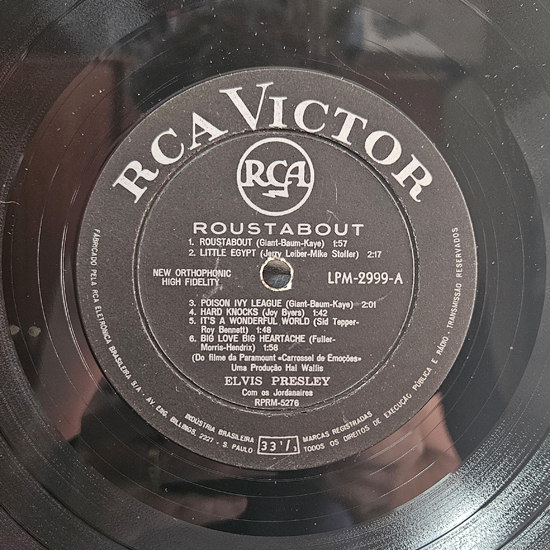 RCA VICTOR
RCA
ROUSTABOUT
1. ROUSTABOUT (Giant-Baum-Kaye) 1:57
2. LITTLE EGYPT (Jerry Leiber-Mike Stoller) 2:17
NEW ORTHOPHONIC
HIGH FIDELITY
LPM-2999-A
3. POISON IVY LEAGUE (Giant-Baum-Kaye) 2:01
4. HARD KNOCKS (Joy Byers) 1:42
5. IT'S A WONDERFUL WORLD (Sid Tepper-
Roy Bennett) 1:48
6. BIG LOVE BIG HEARTACHE (Fuller-
Morris-Hendrix) 1:58
(Do filme da Paramount «Carrossel de Emoções»
Uma Produção Hal Wallis
ELVIS PRESLEY
Com os Jordanaires
RPRM-5276
FABRICADO PELA RCA ELETRÔNICA BRASILEIRA S/A - AV. ENG. BILLINGS, 2227 - S. PAULO
INDÚSTRIA BRASILEIRA
33 1/3
MARCAS REGISTRADAS
TODOS OS DIREITOS DE EXECUÇÃO PÚBLICA E RÁDIO - TRANSMISSÃO RESERVADOS